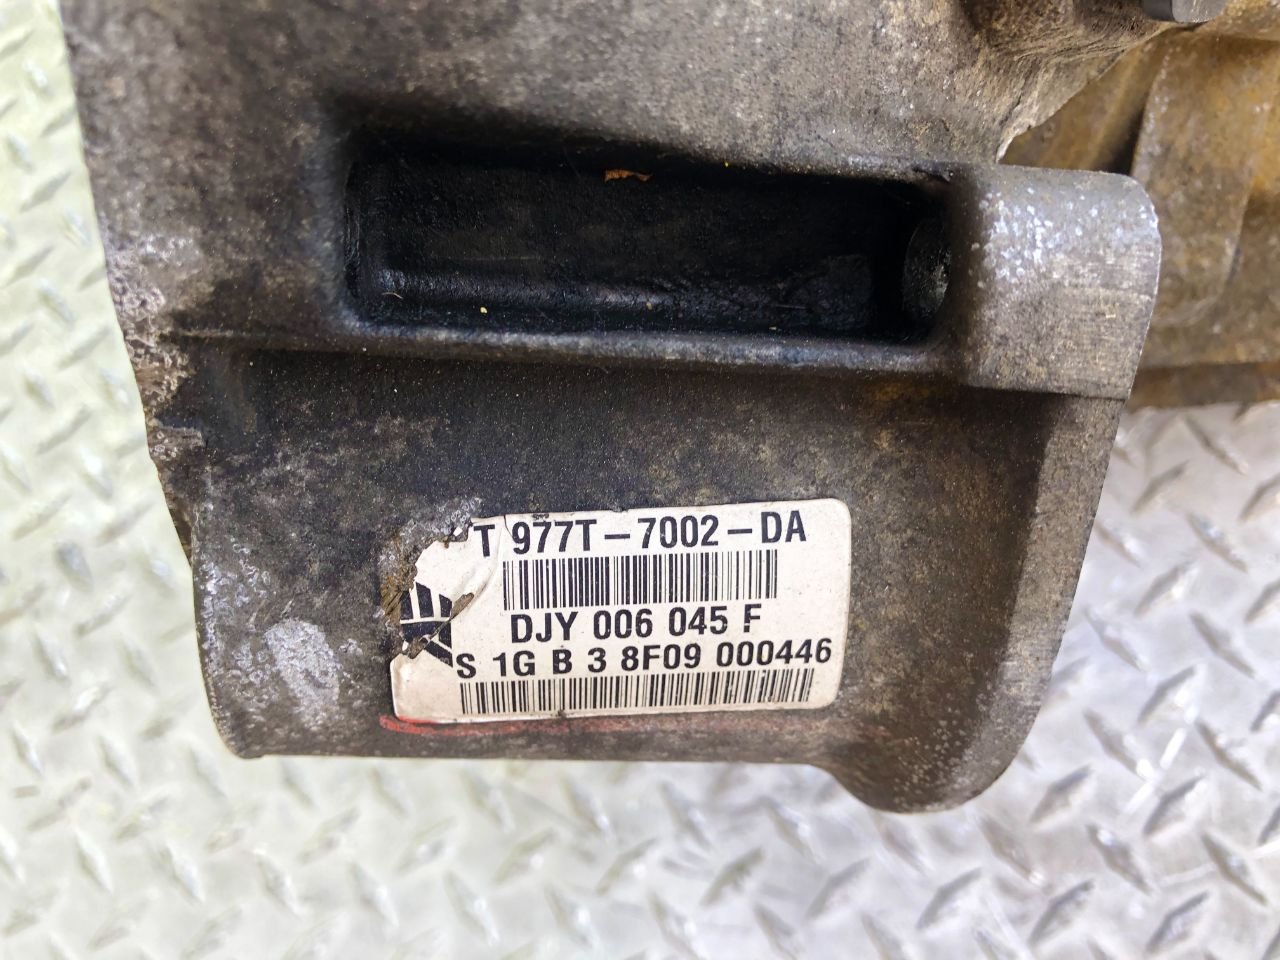 T 977T-7002-DA
DJY 006 045 F
S 1G B 3 8F09 000446